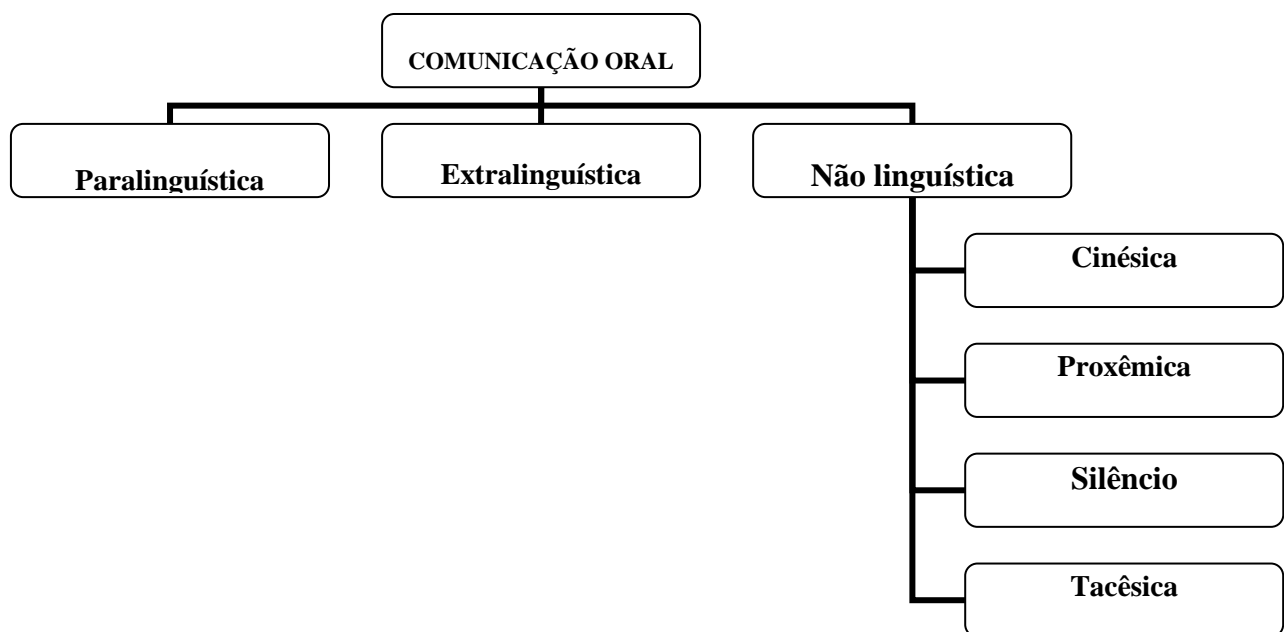 COMUNICAÇÃO ORAL
Paralinguística
Extralinguística
Não linguística
Cinésica
Proxêmica
Silêncio
Tacêsica